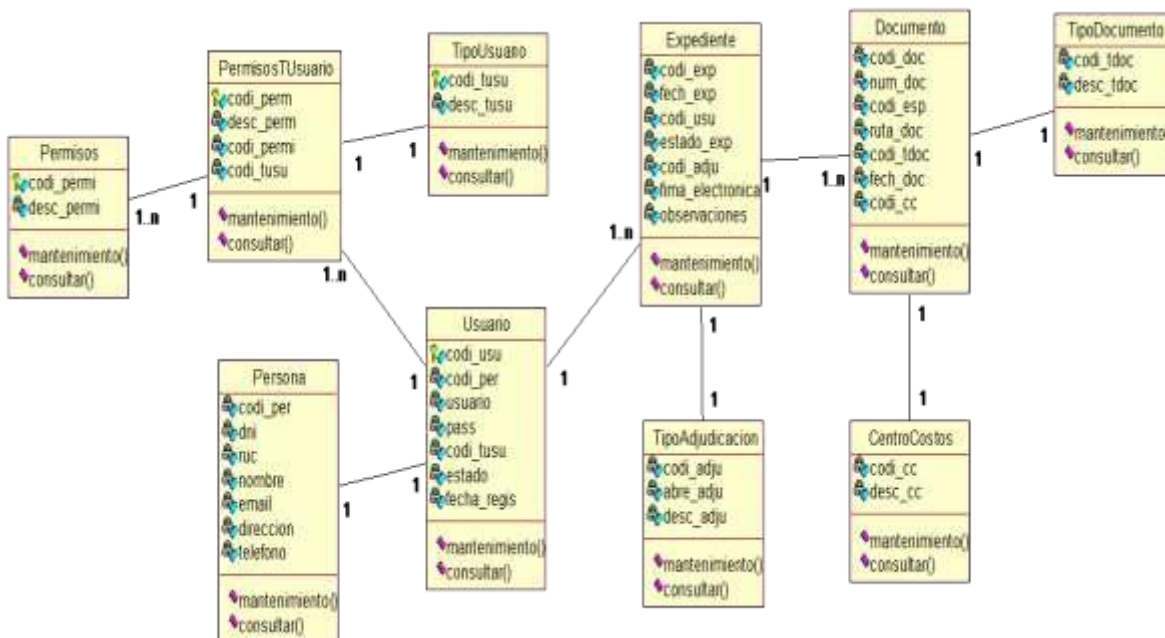 Permisos
codi_permi
desc_permi
mantenimiento()
consultar()
1..n
1
PermisosTUsuario
codi_perm
desc_perm
codi_permi
codi_tusu
mantenimiento()
consultar()
1
1
1..n
TipoUsuario
codi_tusu
desc_tusu
mantenimiento()
consultar()
Persona
codi_per
dni
ruc
nombre
email
direccion
telefono
mantenimiento()
consultar()
1
1
1
Usuario
codi_usu
codi_per
usuario
pass
codi_tusu
estado
fecha_regis
mantenimiento()
consultar()
1
1..n
Expediente
codi_exp
fech_exp
codi_usu
estado_exp
codi_adju
fima_electronica
observaciones
mantenimiento()
consultar()
1
1..n
1
1
TipoAdjudicacion
codi_adju
abre_adju
desc_adju
mantenimiento()
consultar()
Documento
codi_doc
num_doc
codi_esp
ruta_doc
codi_tdoc
fech_doc
codi_cc
mantenimiento()
consultar()
1
1
1
1
CentroCostos
codi_cc
desc_cc
mantenimiento()
consultar()
TipoDocumento
codi_tdoc
desc_tdoc
mantenimiento
consultar()